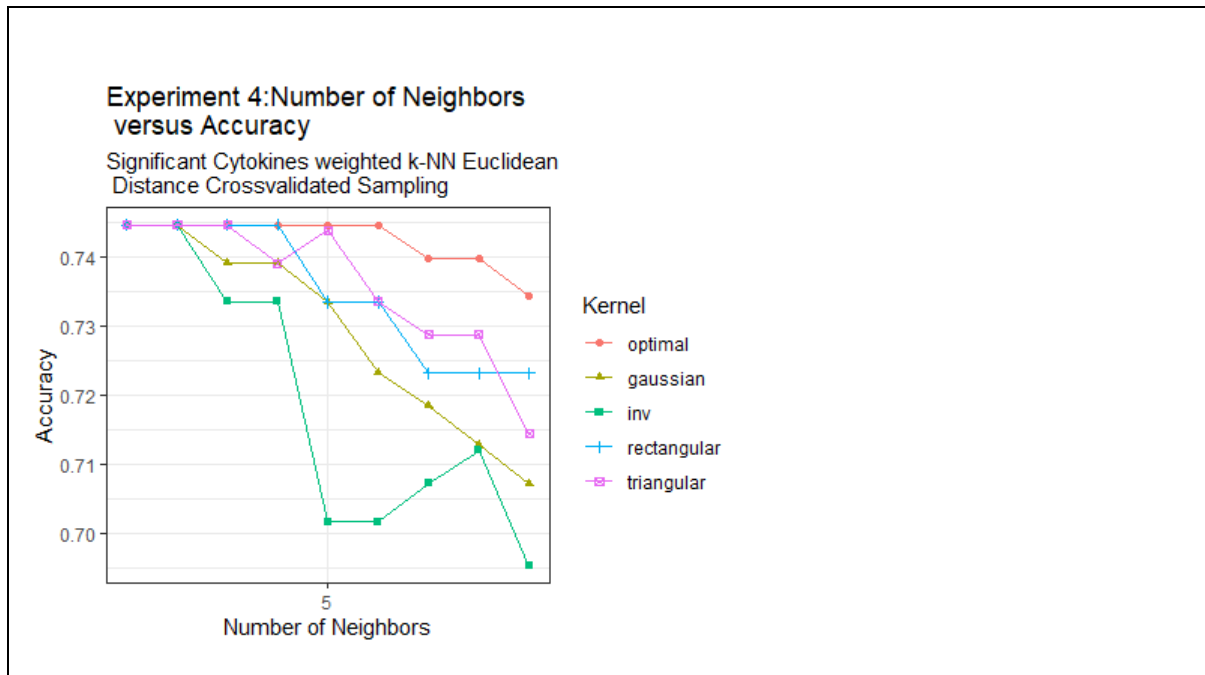 Experiment 4:Number of Neighbors
versus Accuracy
Significant Cytokines weighted k-NN Euclidean
Distance Crossvalidated Sampling
Accuracy
0.74
0.73
0.72
0.71
0.70
5
Number of Neighbors
Kernel
optimal
gaussian
inv
rectangular
triangular